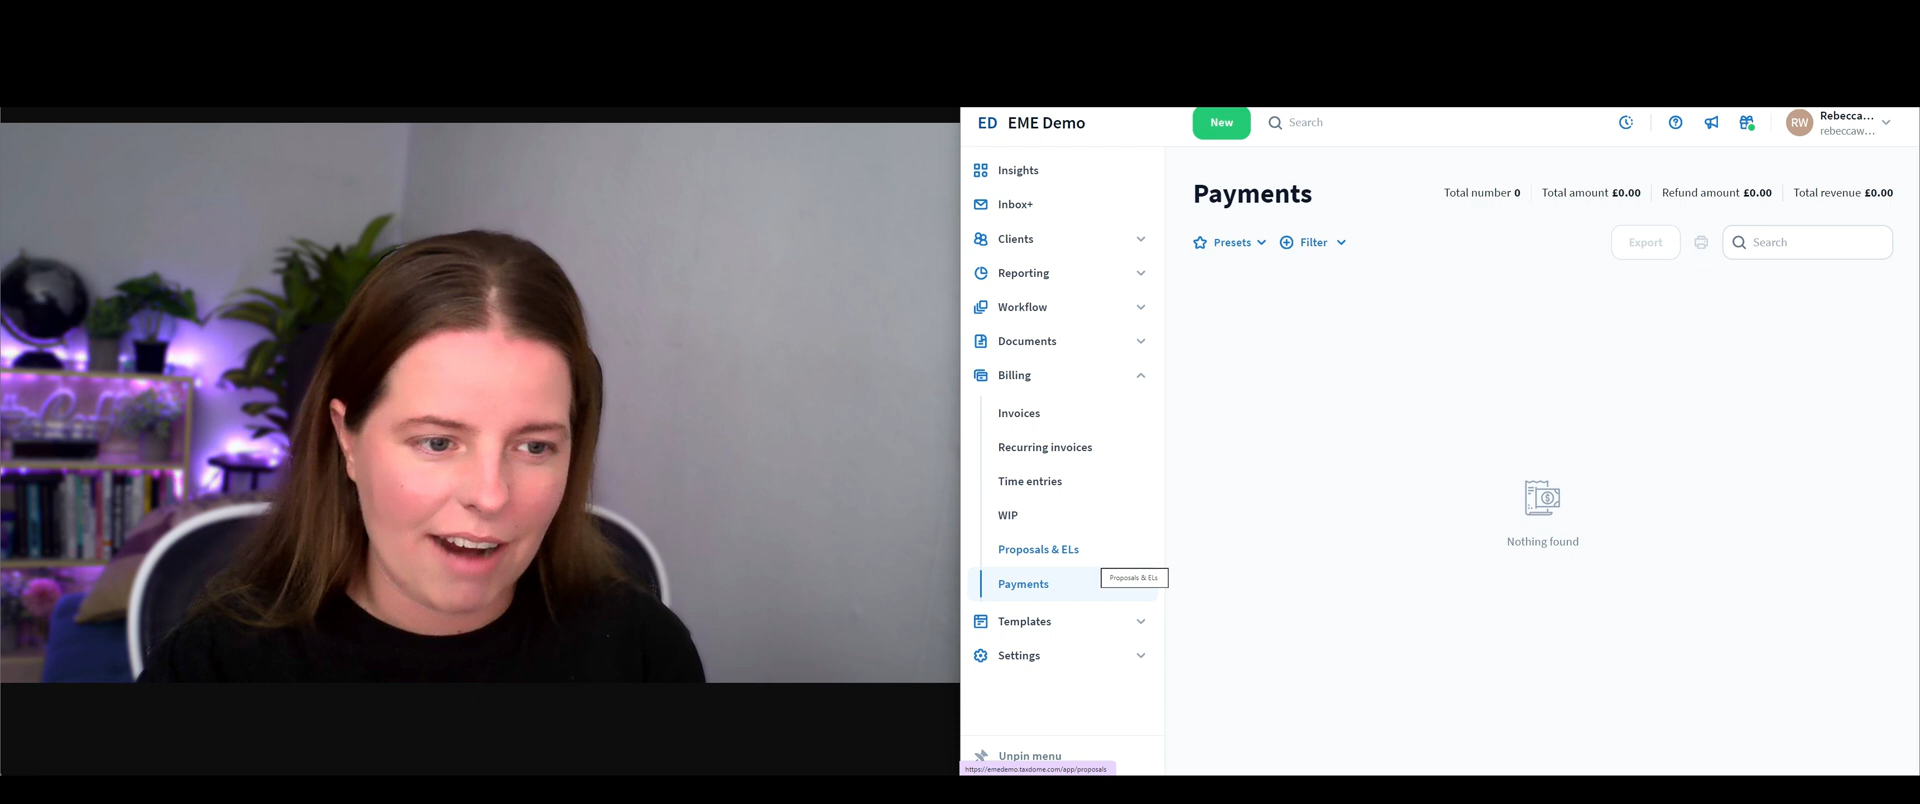 ED EME Demo
New
Search
RW
Rebecca...
rebeccaw...
Insights
Inbox+
Clients
Reporting
Workflow
Documents
Billing
Invoices
Recurring invoices
Time entries
WIP
Proposals & ELs
Payments
Proposals & ELs
Templates
Settings
Unpin menu
https://emedemo.taxdome.com/app/proposals
Payments
Total number 0
Total amount £0.00
Refund amount £0.00
Total revenue £0.00
Presets
Filter
Export
Search
Nothing found